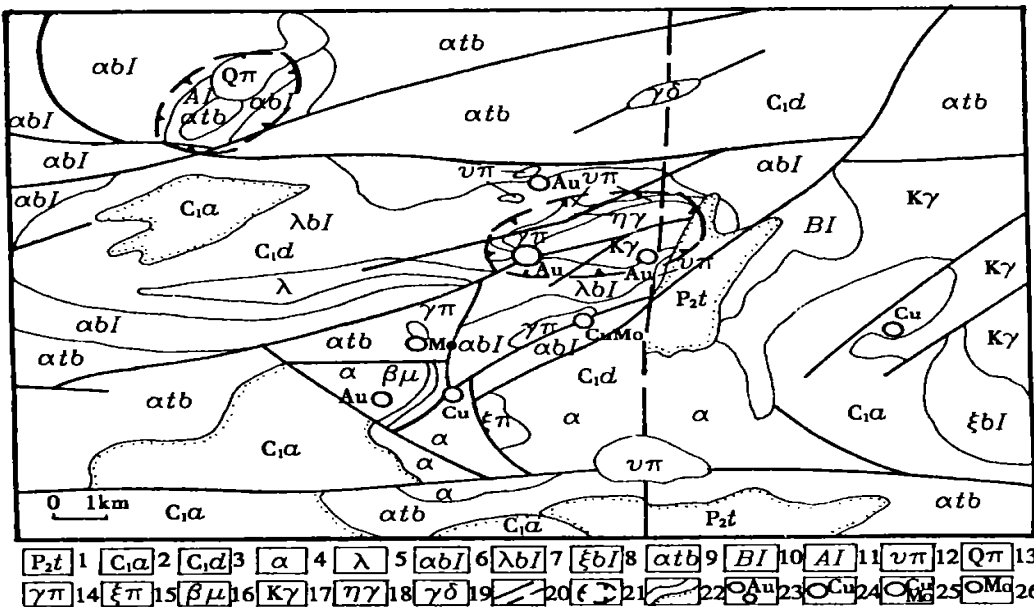 αbI αtb αtb
Qπ
AI αbI γδ
αtb αtb C₁d
αbI
αbI υπ Au υπ αbI
αbI C₁a λbI ηγ BI Kγ
C₁d γπ Kγ
Au Au υπ
λ λbI P₂t Kγ
γπ Cu
αbI γπ CuMo
αtb Mo αbI αbI Kγ
α βμ C₁d
αtb Au Cu C₁a
ξπ α α ξbI
C₁a α
α υπ
0 1km α αtb
C₁a αtb C₁a P₂t
P₂t 1 C₁a 2 C₁d 3 α 4 λ 5 αbI 6 λbI 7 ξbI 8 αtb 9 BI 10 AI 11 υπ 12 Qπ 13
γπ 14 ξπ 15 βμ 16 Kγ 17 ηγ 18 γδ 19 20 21 22 Au 23 Cu 24 Cu Mo 25 Mo 26